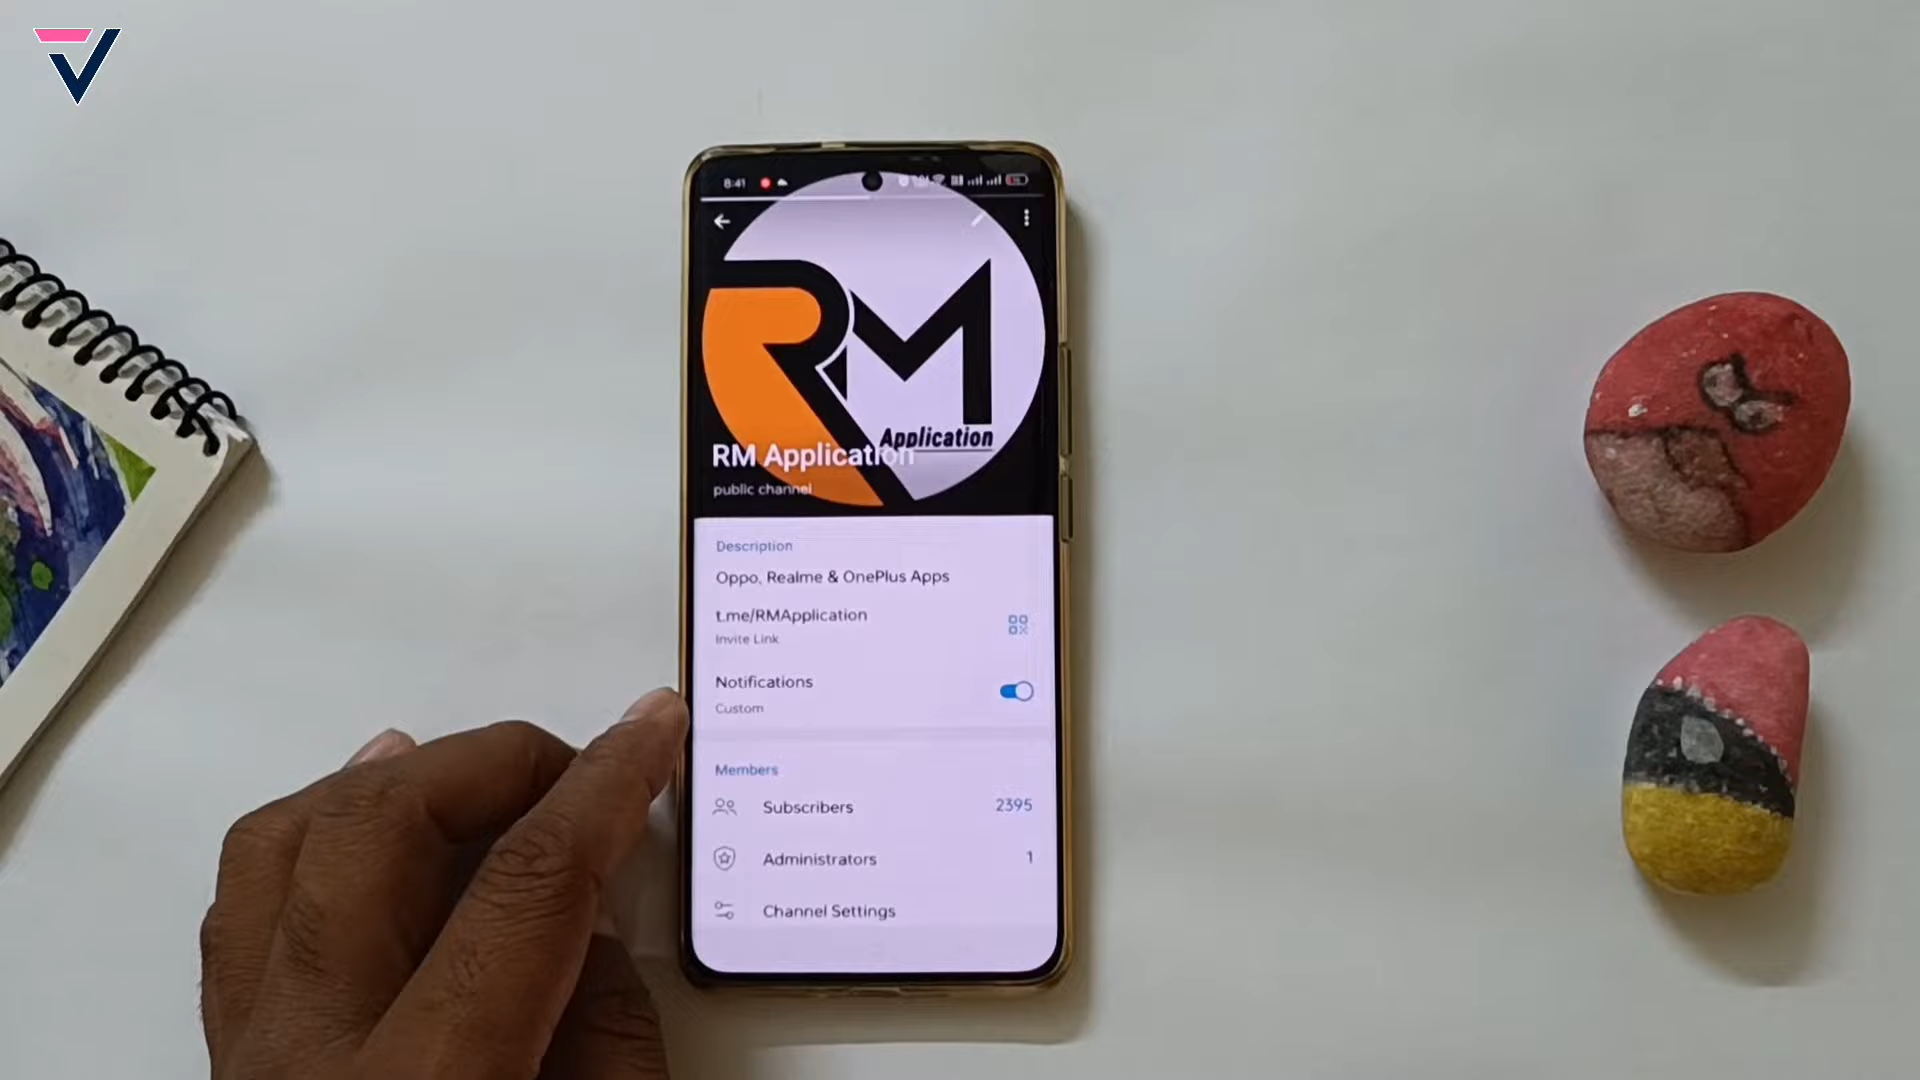 8:41
RM
Application
RM Application
public channel
Description
Oppo, Realme & OnePlus Apps
t.me/RMApplication
Invite Link
Notifications
Custom
Members
Subscribers 2395
Administrators 1
Channel Settings